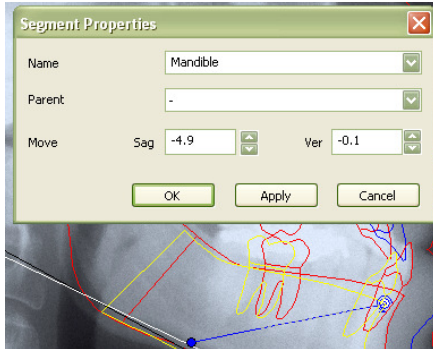 Segment Properties
Name Mandible
Parent -
Move Sag -4.9 Ver -0.1
OK Apply Cancel